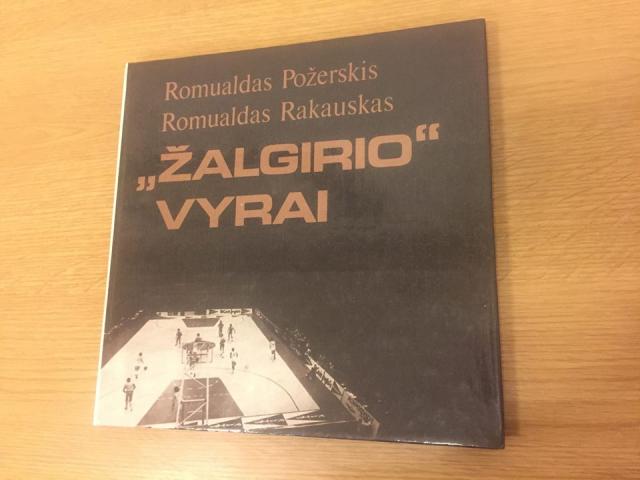 Romualdas Požerskis
Romualdas Rakauskas
„ŽALGIRIO“
VYRAI